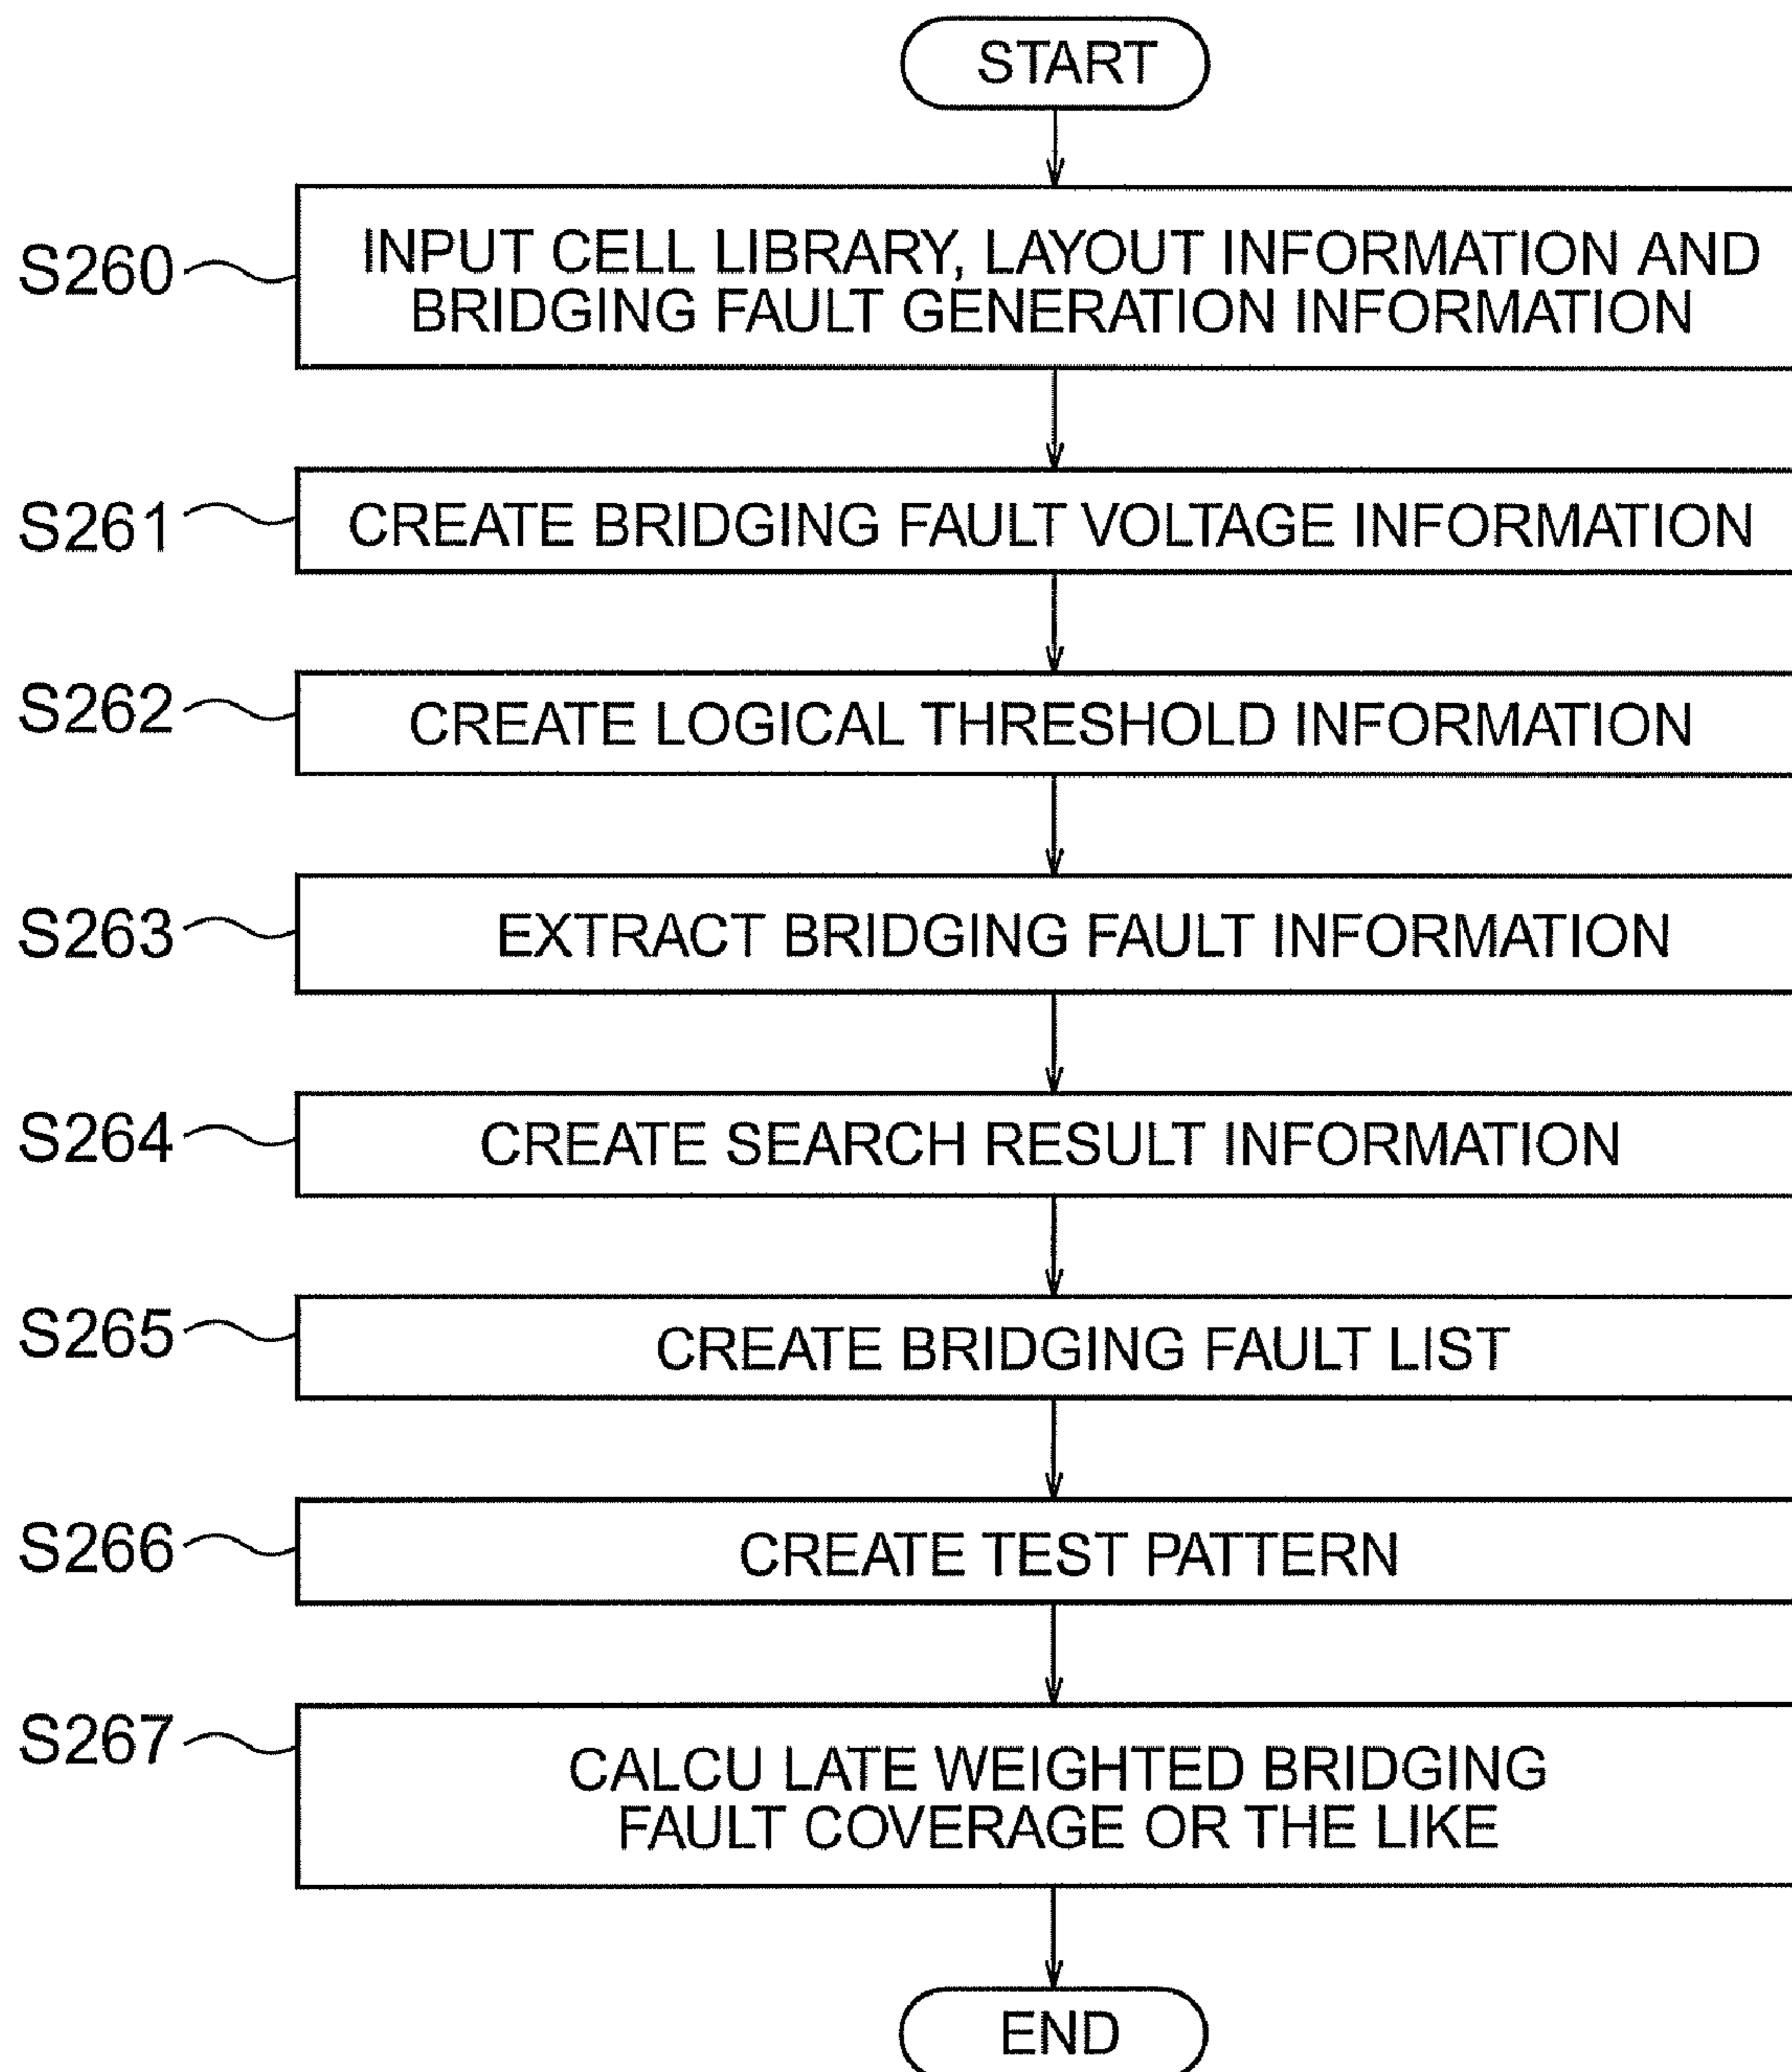 START
S260
INPUT CELL LIBRARY, LAYOUT INFORMATION AND
BRIDGING FAULT GENERATION INFORMATION
S261
CREATE BRIDGING FAULT VOLTAGE INFORMATION
S262
CREATE LOGICAL THRESHOLD INFORMATION
S263
EXTRACT BRIDGING FAULT INFORMATION
S264
CREATE SEARCH RESULT INFORMATION
S265
CREATE BRIDGING FAULT LIST
S266
CREATE TEST PATTERN
S267
CALCU LATE WEIGHTED BRIDGING
FAULT COVERAGE OR THE LIKE
END